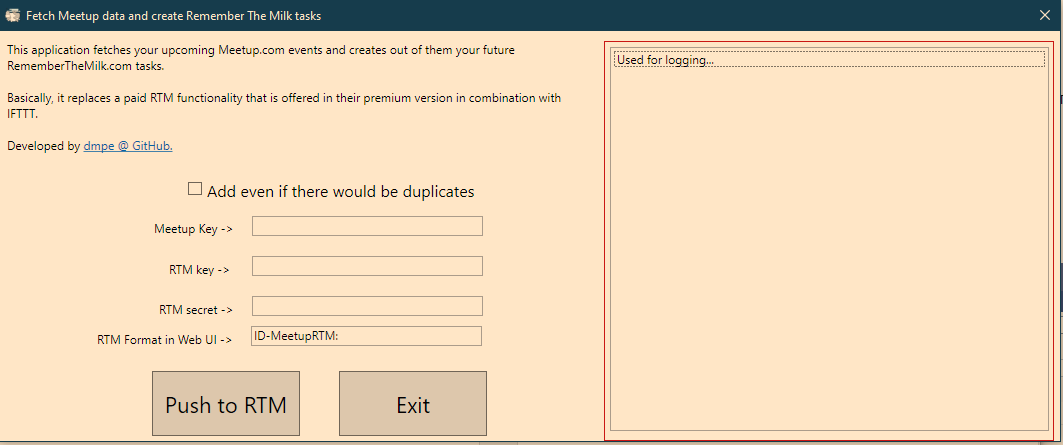 Fetch Meetup data and create Remember The Milk tasks
This application fetches your upcoming Meetup.com events and creates out of them your future
RememberTheMilk.com tasks.
Basically, it replaces a paid RTM functionality that is offered in their premium version in combination with
IFTTT.
Developed by dmpe @ GitHub.
Add even if there would be duplicates
Meetup Key ->
RTM key ->
RTM secret ->
RTM Format in Web UI -> ID-MeetupRTM:
Push to RTM
Exit
Used for logging...